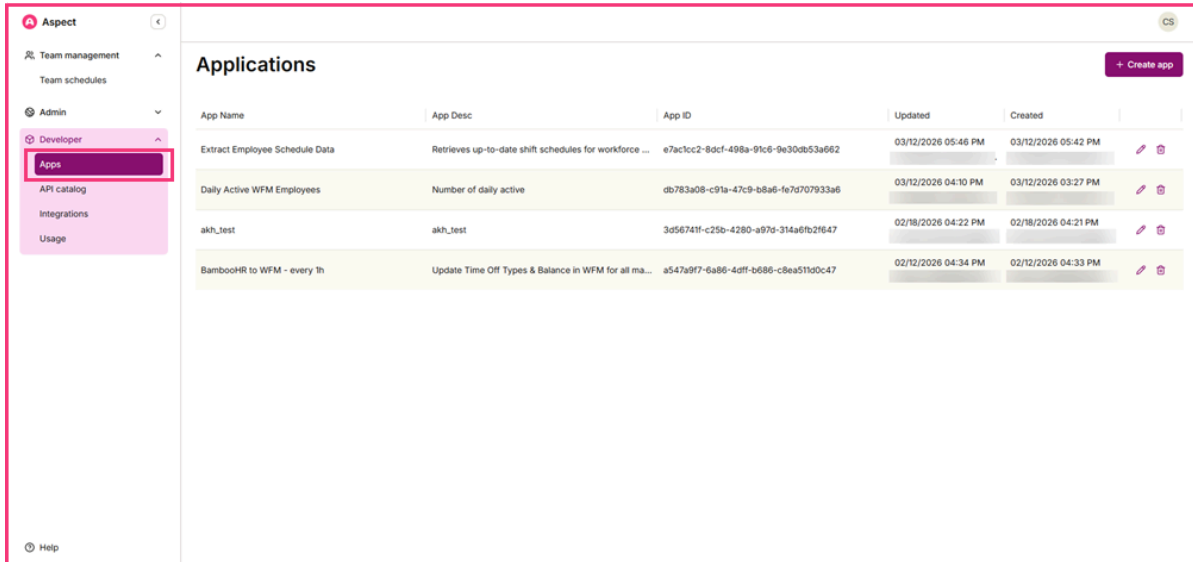 Aspect
CS
Team management
Team schedules
Admin
Developer
Apps
API catalog
Integrations
Usage
Help
Applications
+ Create app
App Name App Desc App ID Updated Created
Extract Employee Schedule Data Retrieves up-to-date shift schedules for workforce ... e7ac1cc2-8dcf-498a-91c6-9e30db53a662 03/12/2026 05:46 PM 03/12/2026 05:42 PM
Daily Active WFM Employees Number of daily active db783a08-c91a-47c9-b8a6-fe7d707933a6 03/12/2026 04:10 PM 03/12/2026 03:27 PM
akh_test akh_test 3d56741f-c25b-4280-a97d-314a6fb2f647 02/18/2026 04:22 PM 02/18/2026 04:21 PM
BambooHR to WFM - every 1h Update Time Off Types & Balance in WFM for all ma... a547a9f7-6a86-4dff-b686-c8ea511d0c47 02/12/2026 04:34 PM 02/12/2026 04:33 PM